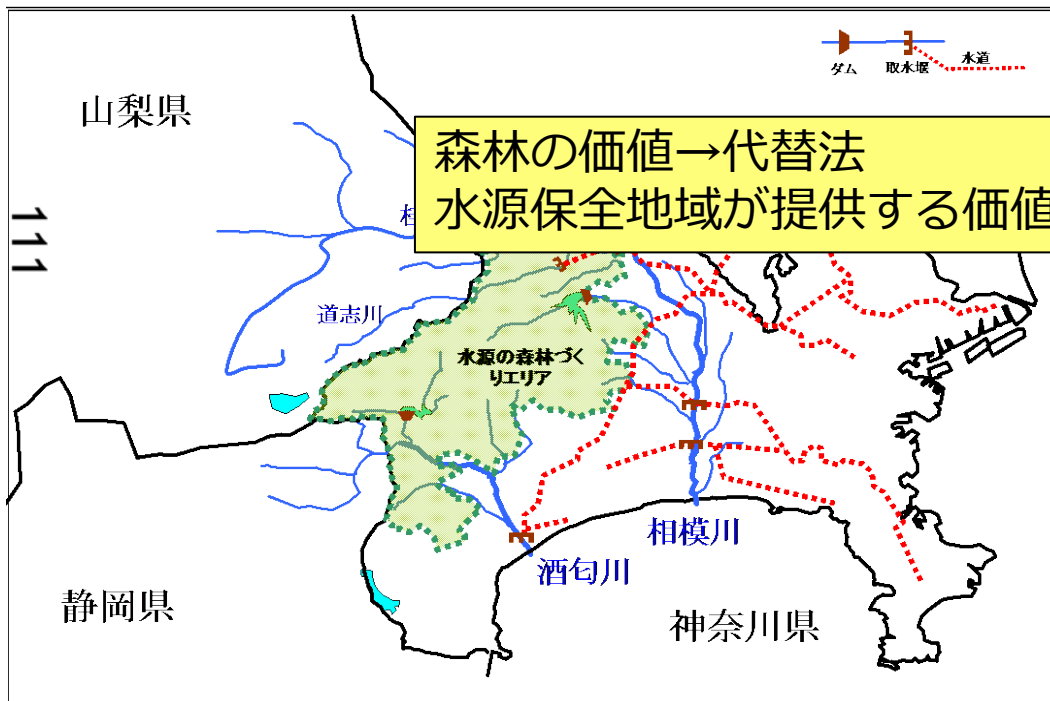 ダム
取水堰
水道
山梨県
森林の価値→代替法
水源保全地域が提供する価値
111
道志川
水源の森林づく
りエリア
相模川
酒匂川
静岡県
神奈川県